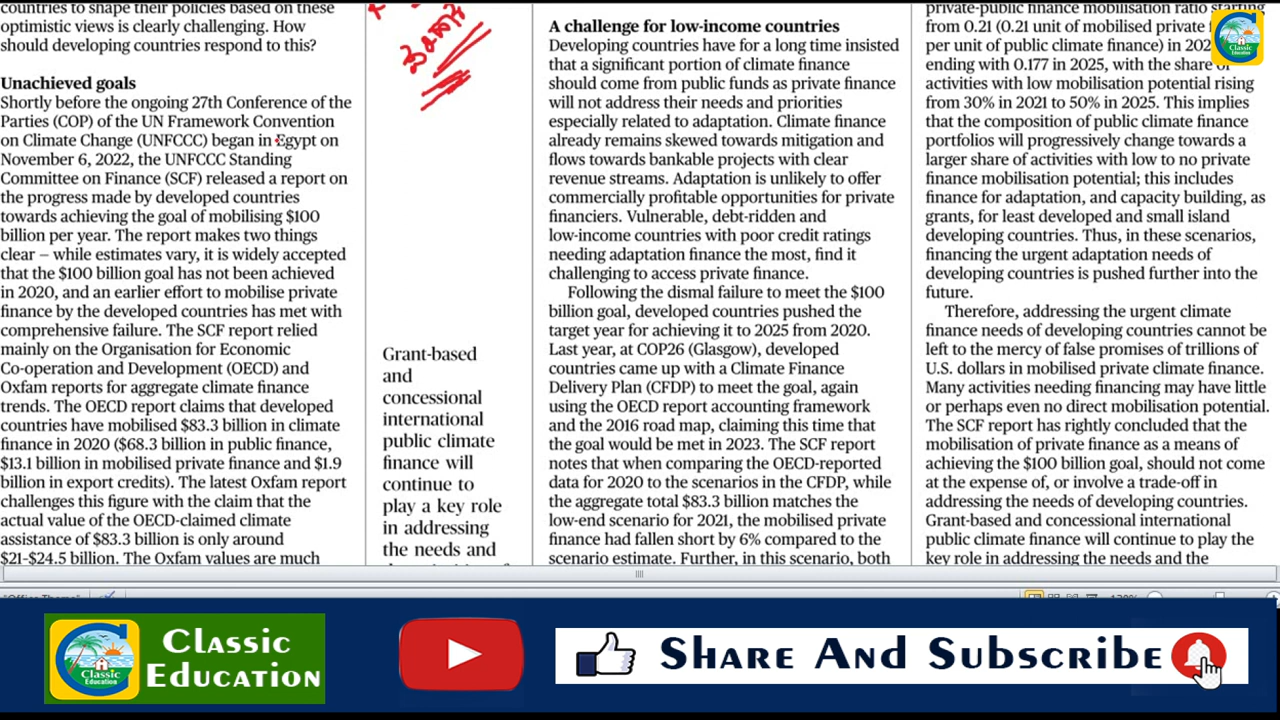 countries to shape their policies based on these
optimistic views is clearly challenging. How
should developing countries respond to this?
Unachieved goals
Shortly before the ongoing 27th Conference of the
Parties (COP) of the UN Framework Convention
on Climate Change (UNFCCC) began in Egypt on
November 6, 2022, the UNFCCC Standing
Committee on Finance (SCF) released a report on
the progress made by developed countries
towards achieving the goal of mobilising $100
billion per year. The report makes two things
clear — while estimates vary, it is widely accepted
that the $100 billion goal has not been achieved
in 2020, and an earlier effort to mobilise private
finance by the developed countries has met with
comprehensive failure. The SCF report relied
mainly on the Organisation for Economic
Co-operation and Development (OECD) and
Oxfam reports for aggregate climate finance
trends. The OECD report claims that developed
countries have mobilised $83.3 billion in climate
finance in 2020 ($68.3 billion in public finance,
$13.1 billion in mobilised private finance and $1.9
billion in export credits). The latest Oxfam report
challenges this figure with the claim that the
actual value of the OECD-claimed climate
assistance of $83.3 billion is only around
$21-$24.5 billion. The Oxfam values are much
Grant-based
and
concessional
international
public climate
finance will
continue to
play a key role
in addressing
the needs and
A challenge for low-income countries
Developing countries have for a long time insisted
that a significant portion of climate finance
should come from public funds as private finance
will not address their needs and priorities
especially related to adaptation. Climate finance
already remains skewed towards mitigation and
flows towards bankable projects with clear
revenue streams. Adaptation is unlikely to offer
commercially profitable opportunities for private
financiers. Vulnerable, debt-ridden and
low-income countries with poor credit ratings
needing adaptation finance the most, find it
challenging to access private finance.
Following the dismal failure to meet the $100
billion goal, developed countries pushed the
target year for achieving it to 2025 from 2020.
Last year, at COP26 (Glasgow), developed
countries came up with a Climate Finance
Delivery Plan (CFDP) to meet the goal, again
using the OECD report accounting framework
and the 2016 road map, claiming this time that
the goal would be met in 2023. The SCF report
notes that when comparing the OECD-reported
data for 2020 to the scenarios in the CFDP, while
the aggregate total $83.3 billion matches the
low-end scenario for 2021, the mobilised private
finance had fallen short by 6% compared to the
scenario estimate. Further, in this scenario, both
private-public finance mobilisation ratio starting
from 0.21 (0.21 unit of mobilised private
per unit of public climate finance) in 202
ending with 0.177 in 2025, with the share of
activities with low mobilisation potential rising
from 30% in 2021 to 50% in 2025. This implies
that the composition of public climate finance
portfolios will progressively change towards a
larger share of activities with low to no private
finance mobilisation potential; this includes
finance for adaptation, and capacity building, as
grants, for least developed and small island
developing countries. Thus, in these scenarios,
financing the urgent adaptation needs of
developing countries is pushed further into the
future.
Therefore, addressing the urgent climate
finance needs of developing countries cannot be
left to the mercy of false promises of trillions of
U.S. dollars in mobilised private climate finance.
Many activities needing financing may have little
or perhaps even no direct mobilisation potential.
The SCF report has rightly concluded that the
mobilisation of private finance as a means of
achieving the $100 billion goal, should not come
at the expense of, or involve a trade-off in
addressing the needs of developing countries.
Grant-based and concessional international
public climate finance will continue to play the
key role in addressing the needs and the
Classic
Education
Classic
Education
Classic
Education
Share And Subscribe